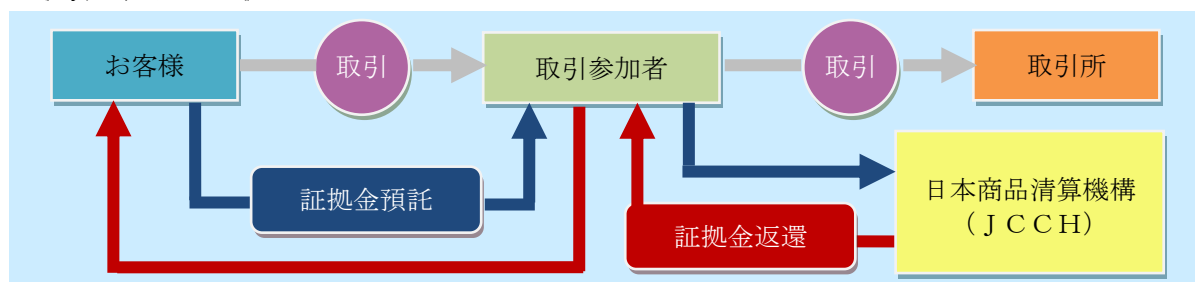 お客様
取引
取引参加者
取引
取引所
証拠金預託
証拠金返還
日本商品清算機構
（ＪＣＣＨ）